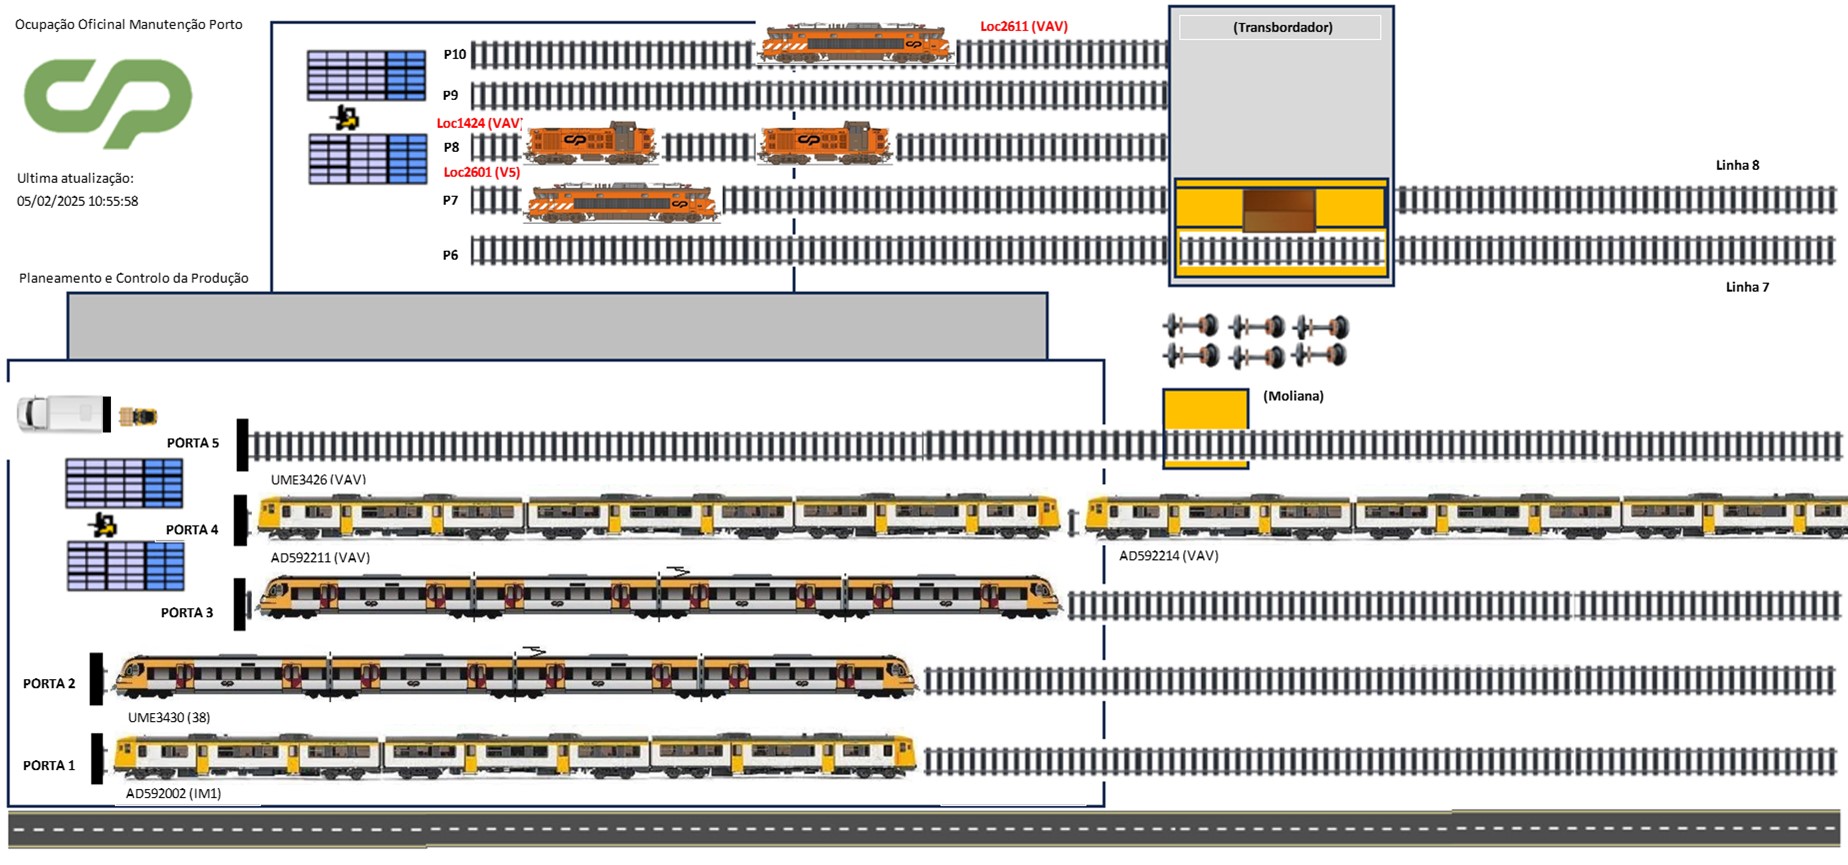 Ocupação Oficinal Manutenção Porto
Loc2611 (VAV)
(Transbordador)
P10
P9
Loc1424 (VAV)
P8
Loc2601 (V5)
Linha 8
Ultima atualização:
05/02/2025 10:55:58
P7
P6
Planeamento e Controlo da Produção
Linha 7
(Moliana)
PORTA 5
UME3426 (VAV)
PORTA 4
AD592211 (VAV)
AD592214 (VAV)
PORTA 3
PORTA 2
UME3430 (38)
PORTA 1
AD592002 (IM1)